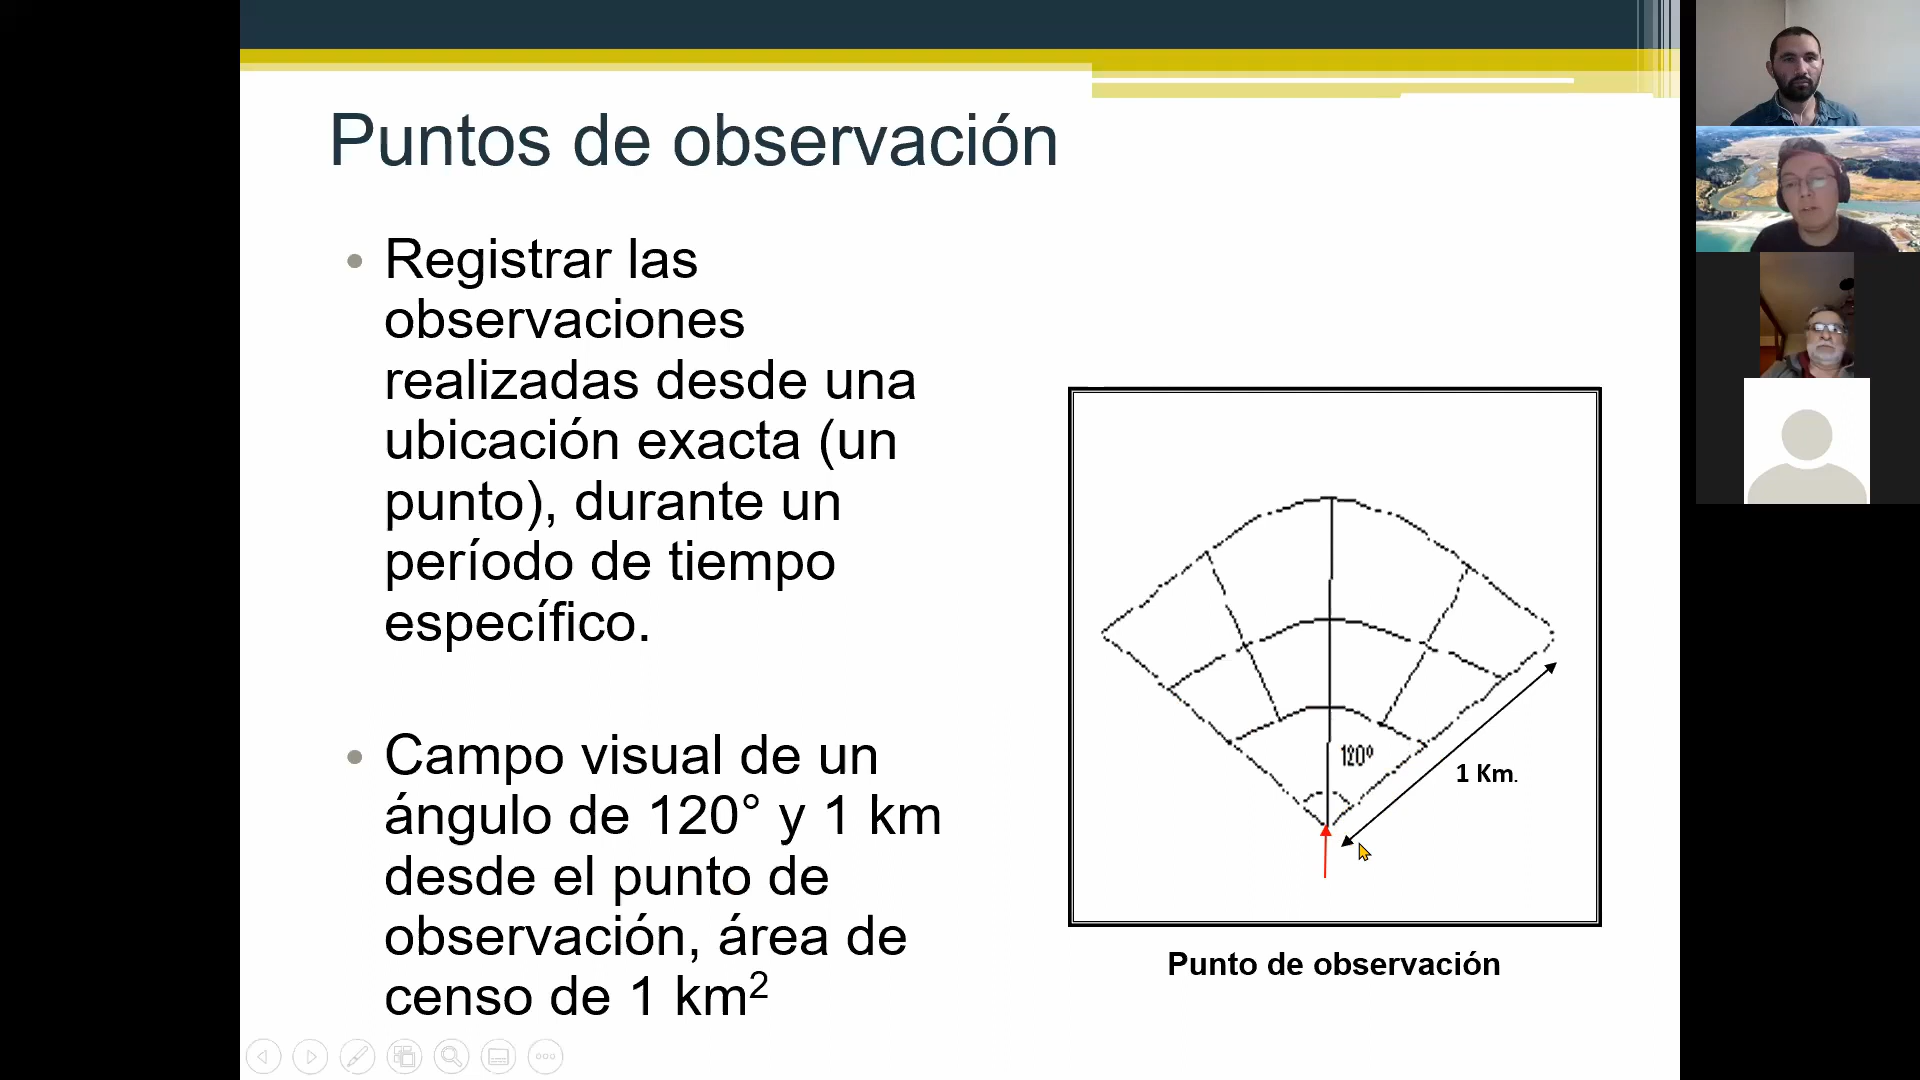 Puntos de observación
• Registrar las
observaciones
realizadas desde una
ubicación exacta (un
punto), durante un
período de tiempo
específico.
• Campo visual de un
ángulo de 120° y 1 km
desde el punto de
observación, área de
censo de 1 km²
120º
1 Km.
Punto de observación